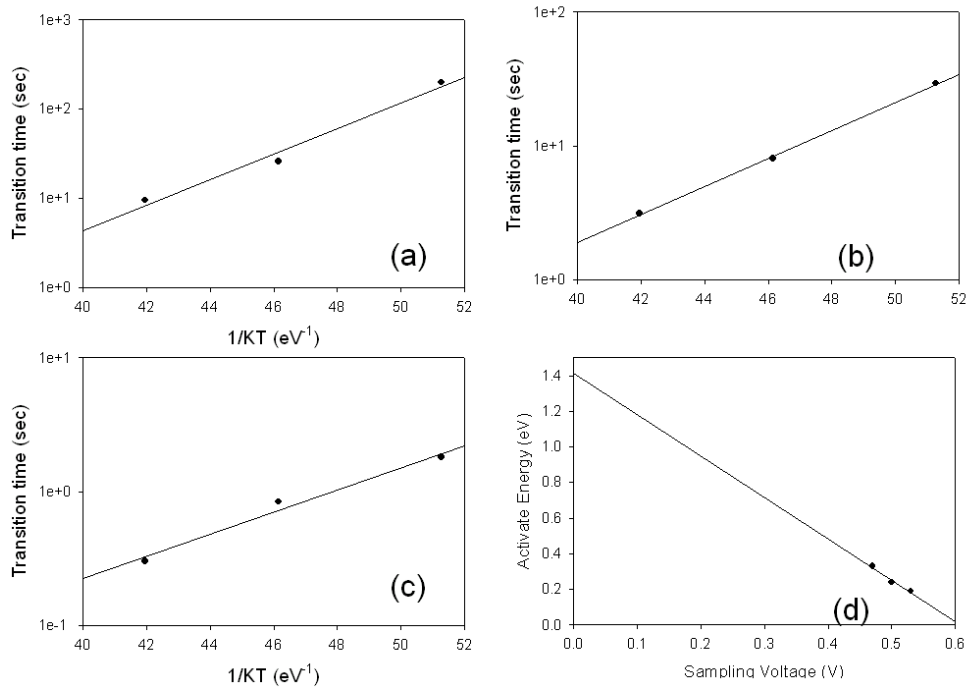 1e+3
1e+2
1e+1
1e+0
Transition time (sec)
40 42 44 46 48 50 52
1/KT (eV⁻¹)
(a)
1e+2
1e+1
1e+0
Transition time (sec)
40 42 44 46 48 50 52
(b)
1e+1
1e+0
1e-1
Transition time (sec)
40 42 44 46 48 50 52
1/KT (eV⁻¹)
(c)
1.4
1.2
1.0
0.8
0.6
0.4
0.2
0.0
Activate Energy (eV)
0.0 0.1 0.2 0.3 0.4 0.5 0.6
Sampling Voltage (V)
(d)